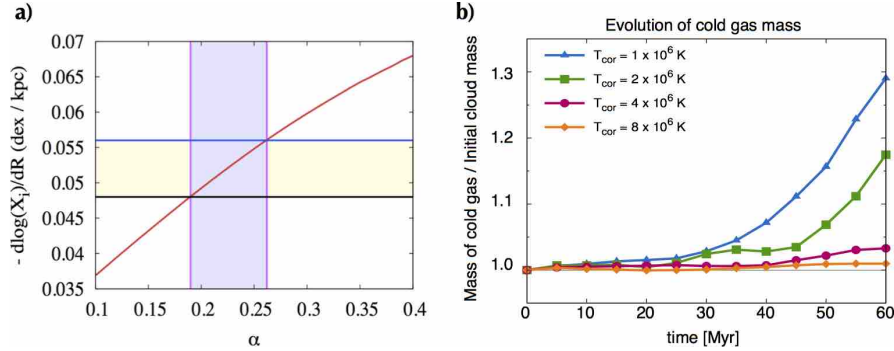 a)
- dlog(X_i)/dR (dex / kpc)
0.07
0.065
0.06
0.055
0.05
0.045
0.04
0.035
0.1 0.15 0.2 0.25 0.3 0.35 0.4
α
b)
Evolution of cold gas mass
Mass of cold gas / Initial cloud mass
T_cor = 1 x 10^6 K
T_cor = 2 x 10^6 K
T_cor = 4 x 10^6 K
T_cor = 8 x 10^6 K
1.3
1.2
1.1
1.0
0 10 20 30 40 50 60
time [Myr]